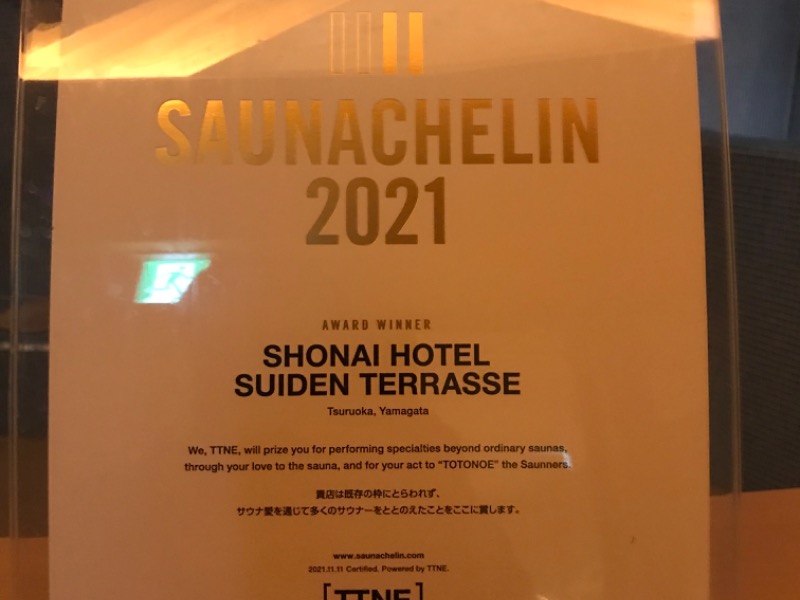 SAUNACHELIN
2021
AWARD WINNER
SHONAI HOTEL
SUIDEN TERRASSE
Tsuruoka, Yamagata
We, TTNE, will prize you for performing specialties beyond ordinary saunas,
through your love to the sauna, and for your act to “TOTONOE” the Saunners.
貴店は既存の枠にとらわれず、
サウナ愛を通じて多くのサウナーをととのえたことをここに賞します。
www.saunachelin.com
2021.11.11 Certified. Powered by TTNE.
[TTNE]